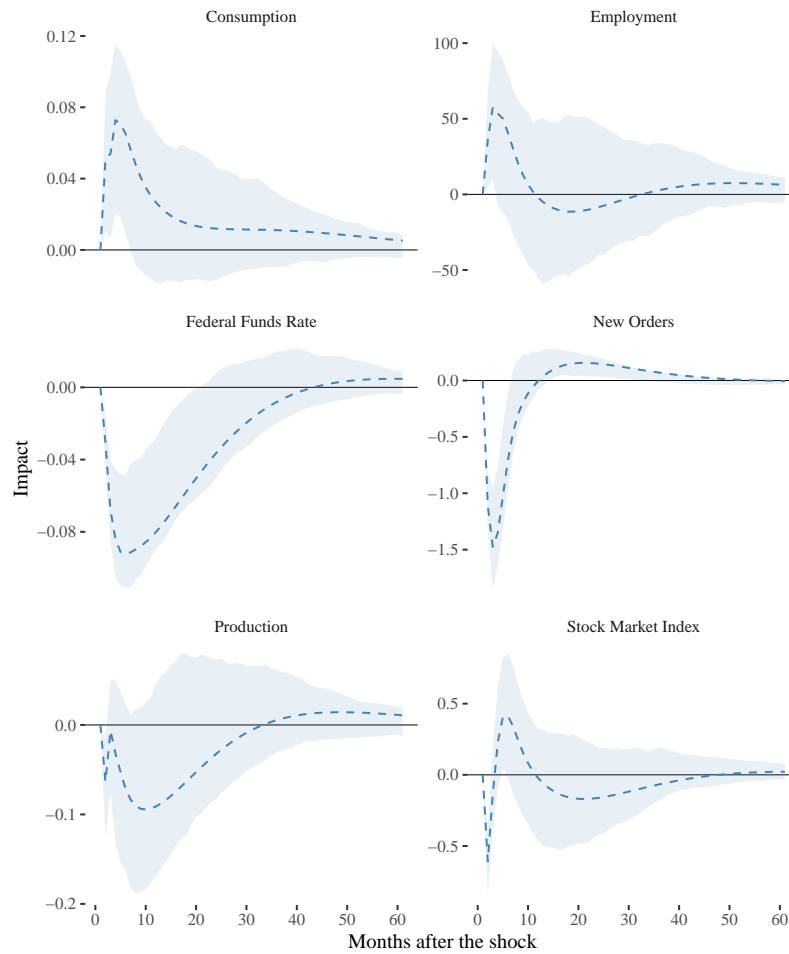 Consumption
0.12
0.08
0.04
0.00
Employment
100
50
0
−50
Federal Funds Rate
0.00
−0.04
−0.08
New Orders
0.0
−0.5
−1.0
−1.5
Impact
Production
0.0
−0.1
−0.2
0 10 20 30 40 50 60
Stock Market Index
0.5
0.0
−0.5
0 10 20 30 40 50 60
Months after the shock